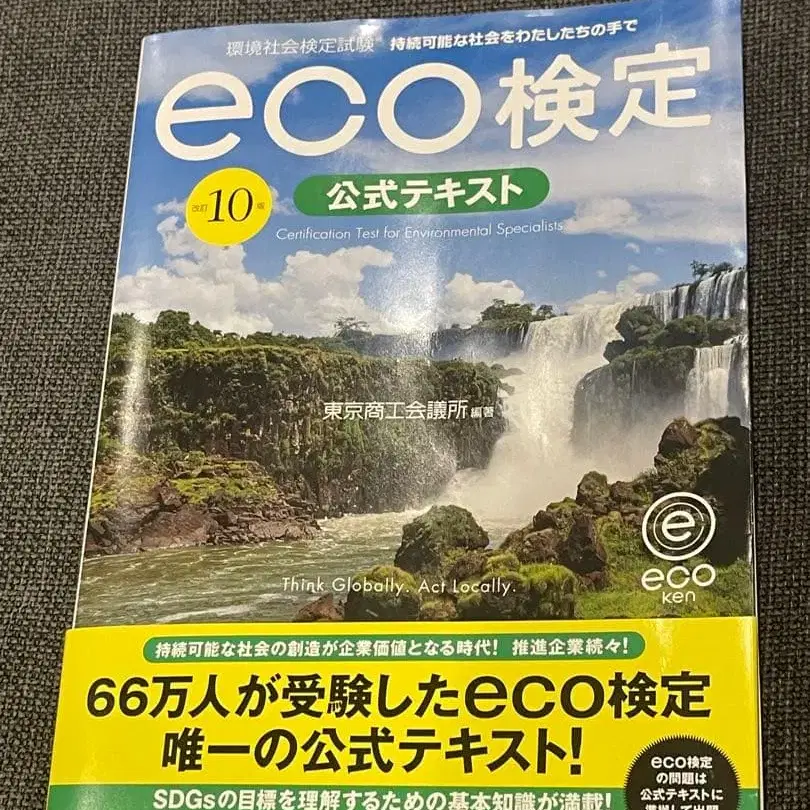 環境社会検定試験® 持続可能な社会をわたしたちの手で
eco検定
改訂10版
公式テキスト
Certification Test for Environmental Specialists
東京商工会議所 編著
e
eco
ken
Think Globally. Act Locally.
持続可能な社会の創造が企業価値となる時代! 推進企業続々!
66万人が受験したeco検定
唯一の公式テキスト!
SDGsの目標を理解するための基本知識が満載!
eco検定
の問題は
公式テキストに